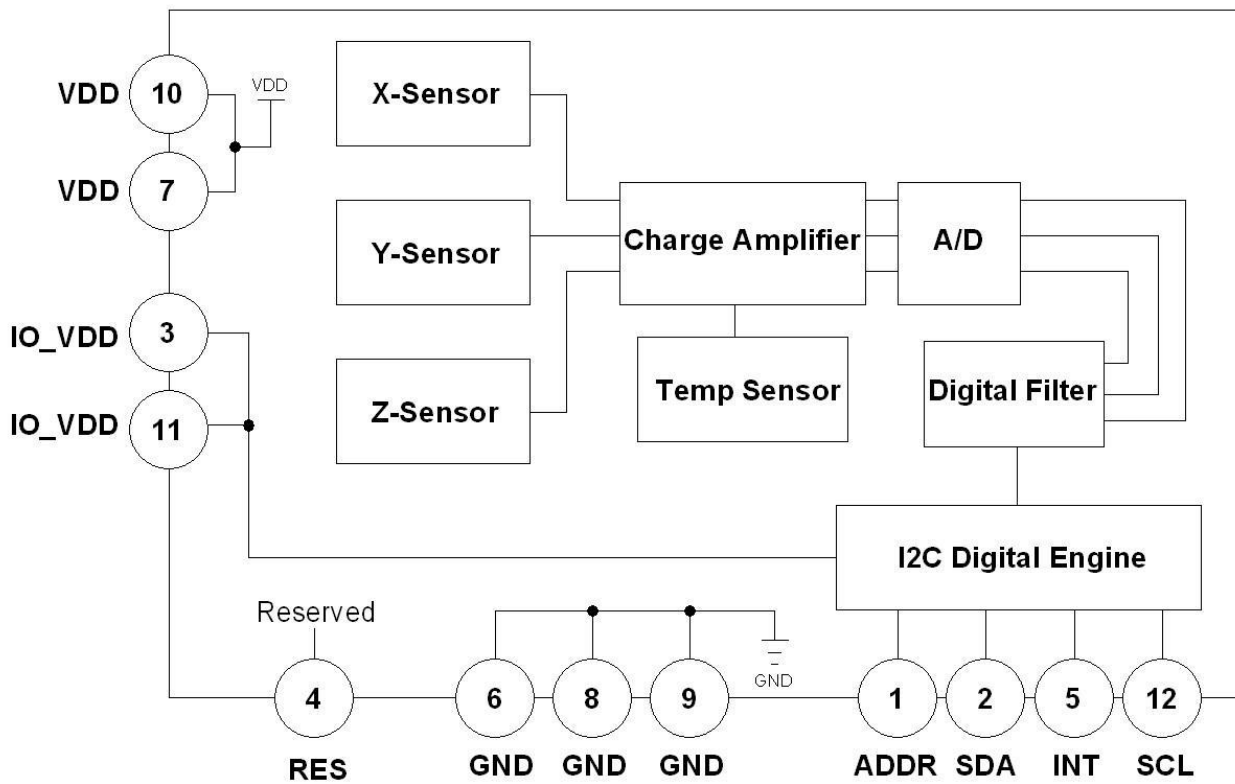 VDD
10
VDD
X-Sensor
VDD
7
Y-Sensor
Charge Amplifier
A/D
IO_VDD
3
IO_VDD
11
Z-Sensor
Temp Sensor
Digital Filter
I2C Digital Engine
Reserved
GND
4
6
8
9
1
2
5
12
RES
GND
GND
GND
ADDR
SDA
INT
SCL